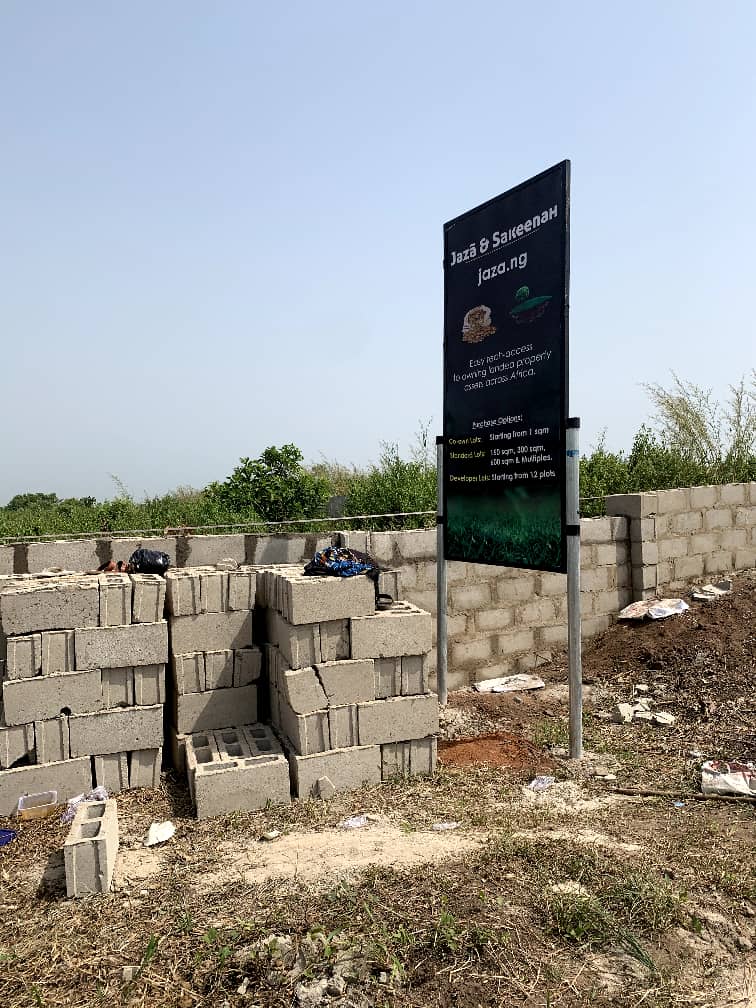 Jazā & Sakeenah
jaza.ng
Easy tech-access
to owning landed property
assets across Africa.
Purchase Options:
Co-own Lots: Starting from 1 sqm
Standard Lots: 150 sqm, 300 sqm,
600 sqm & Multiples.
Developer Lots: Starting from 12 plots